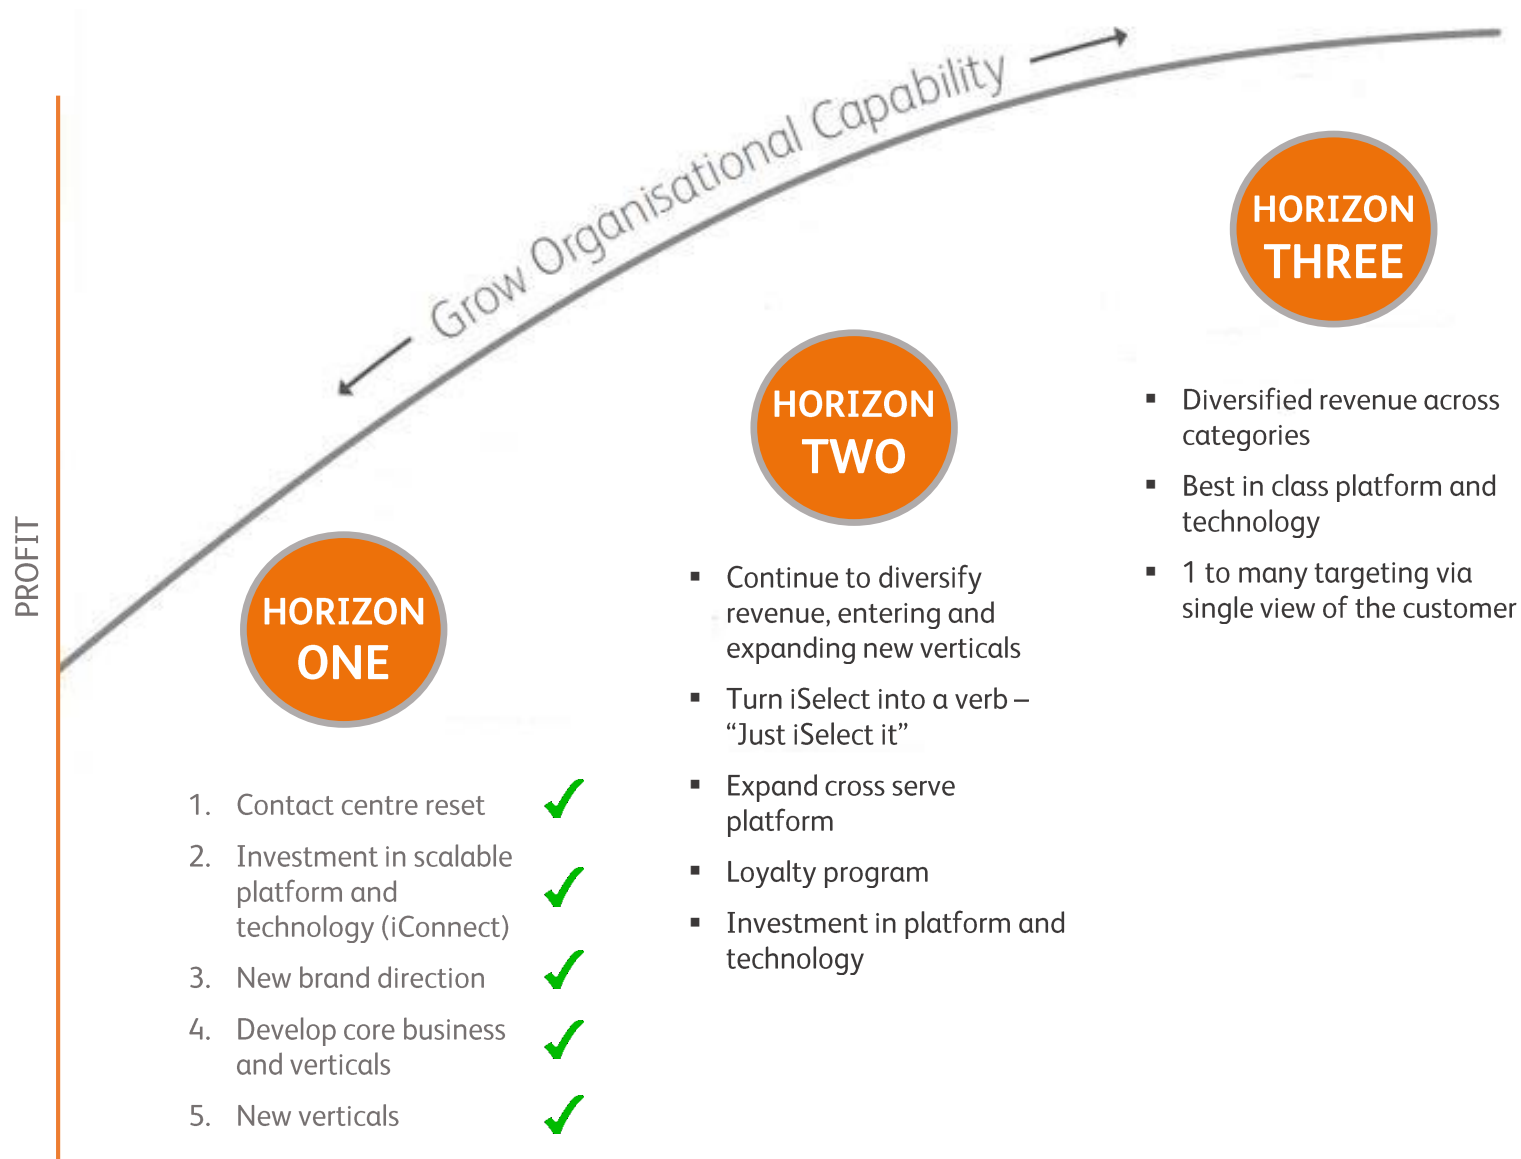 Grow Organisational Capability
PROFIT
HORIZON
ONE
1. Contact centre reset
2. Investment in scalable
platform and
technology (iConnect)
3. New brand direction
4. Develop core business
and verticals
5. New verticals
HORIZON
TWO
▪ Continue to diversify
revenue, entering and
expanding new verticals
▪ Turn iSelect into a verb –
“Just iSelect it”
▪ Expand cross serve
platform
▪ Loyalty program
▪ Investment in platform and
technology
HORIZON
THREE
▪ Diversified revenue across
categories
▪ Best in class platform and
technology
▪ 1 to many targeting via
single view of the customer